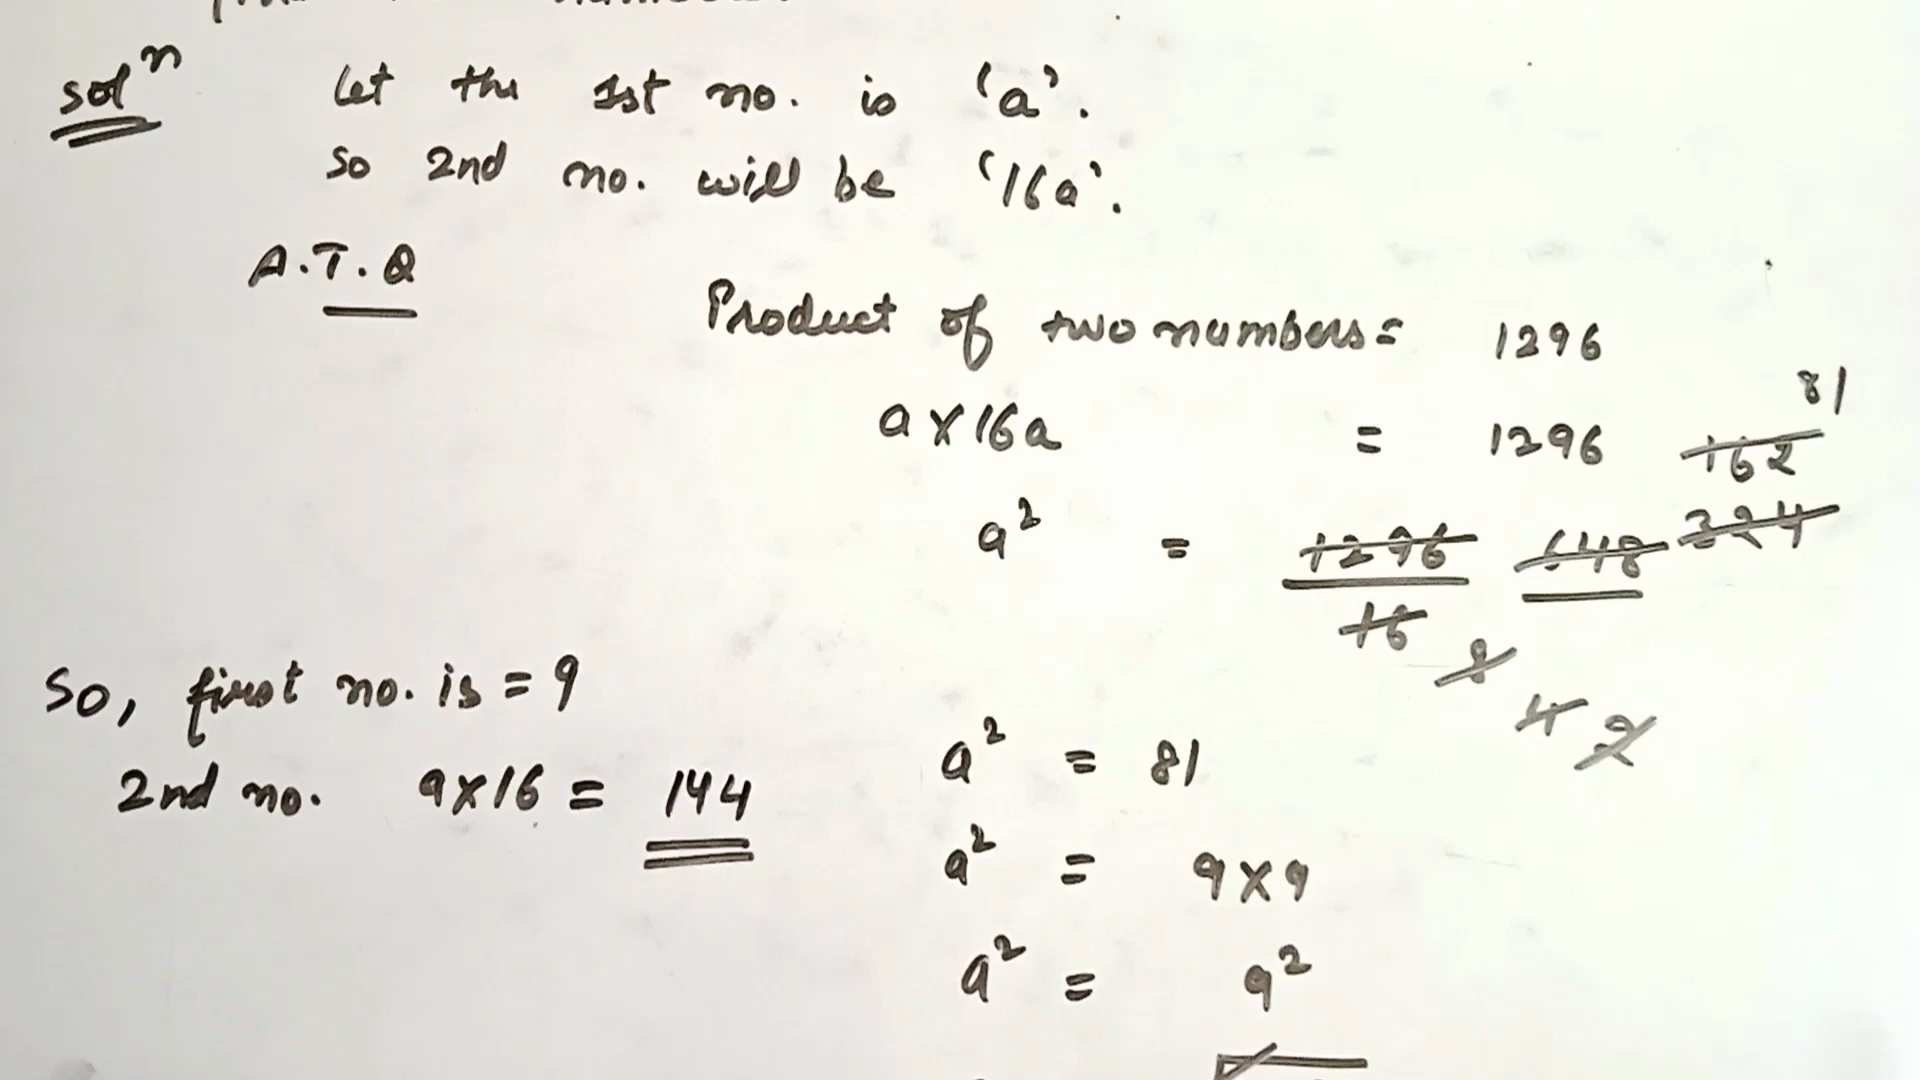 solⁿ Let the 1st no. is 'a'.
So 2nd no. will be '16a'.
A.T.Q
Product of two numbers = 1296
a × 16a = 1296
81
162
a² = 1296/16 648 324
8
4 2
a² = 81
a² = 9×9
a² = 9²
So, first no. is = 9
2nd no. 9×16 = 144